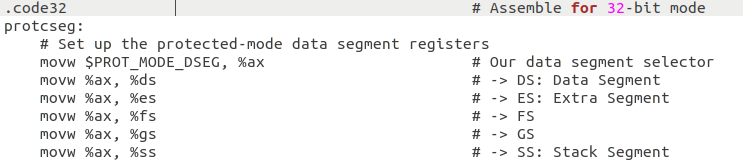 .code32 # Assemble for 32-bit mode
protcseg:
# Set up the protected-mode data segment registers
movw $PROT_MODE_DSEG, %ax # Our data segment selector
movw %ax, %ds # -> DS: Data Segment
movw %ax, %es # -> ES: Extra Segment
movw %ax, %fs # -> FS
movw %ax, %gs # -> GS
movw %ax, %ss # -> SS: Stack Segment